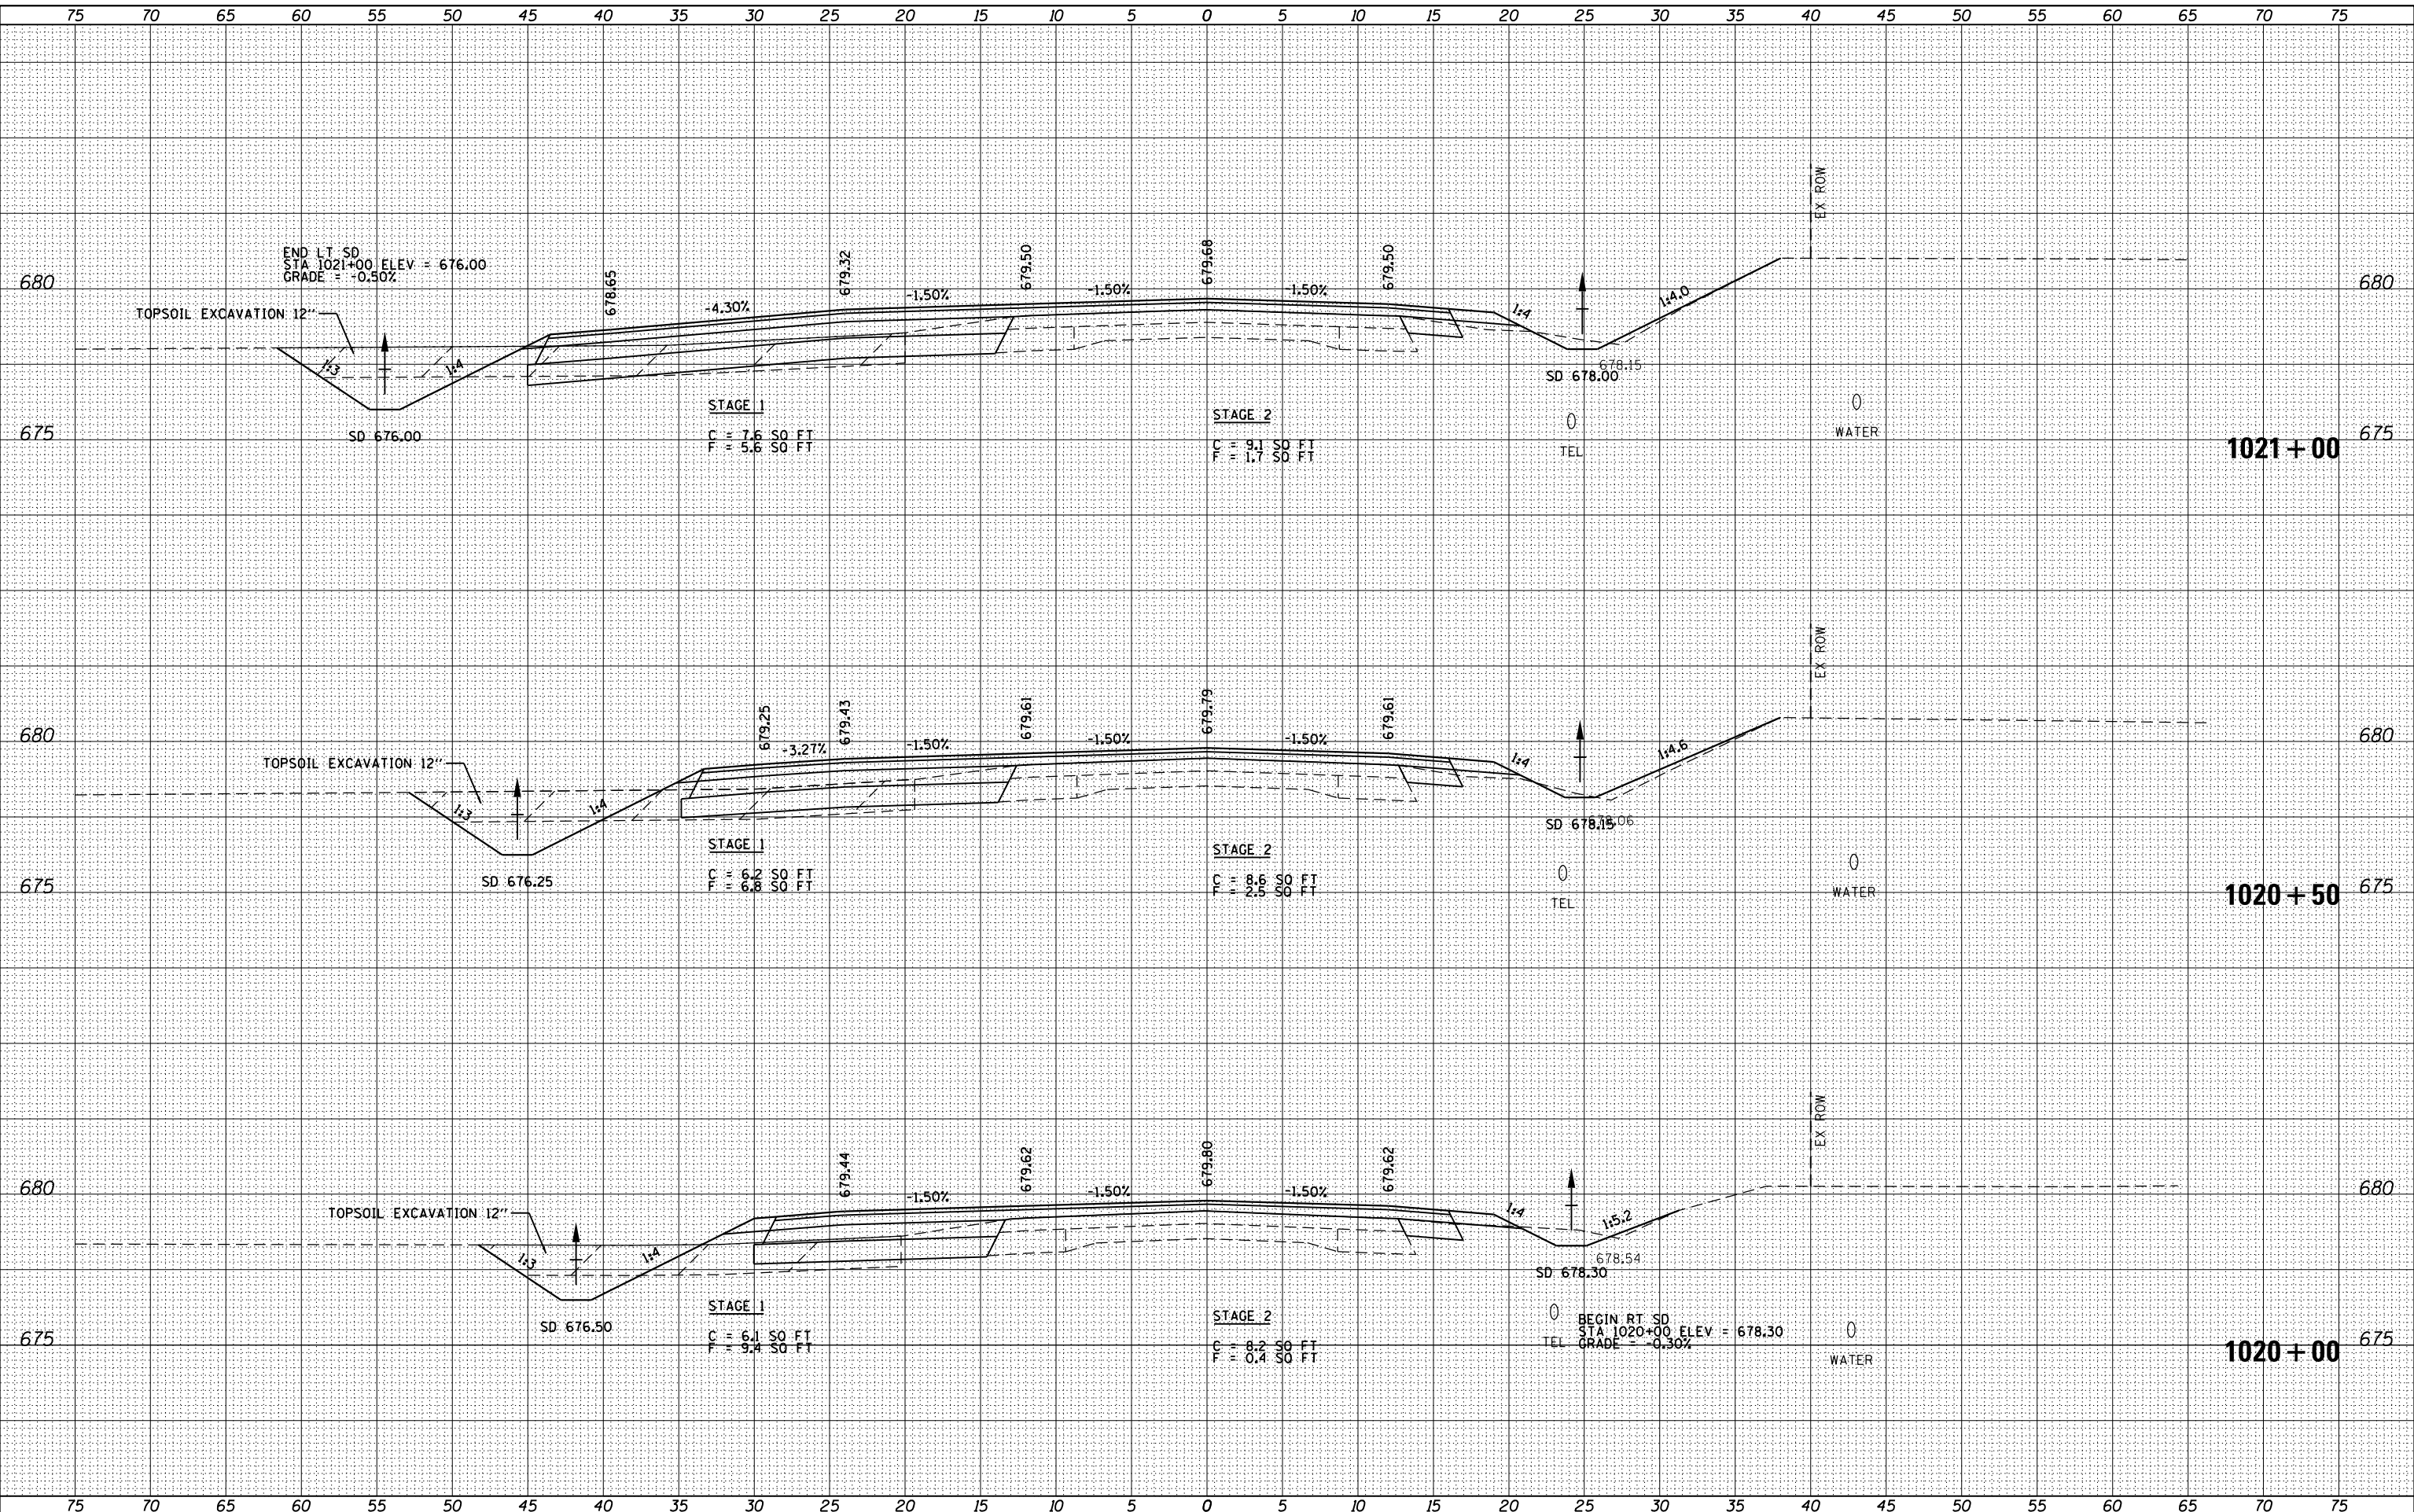 75 70 65 60 55 50 45 40 35 30 25 20 15 10 5 0 5 10 15 20 25 30 35 40 45 50 55 60 65 70 75
EX ROW
END LT SD
STA 1021+00 ELEV = 676.00
GRADE = -0.50%
TOPSOIL EXCAVATION 12"
678.65
679.32
679.50
679.68
679.50
680
-4.30%
-1.50%
-1.50%
-1.50%
1:4
1:4.0
680
1:3
1:4
678.15
SD 678.00
STAGE 1
C = 7.6 SQ FT
F = 5.6 SQ FT
STAGE 2
C = 9.1 SQ FT
F = 1.7 SQ FT
675
SD 676.00
TEL
WATER
1021+00
675
EX ROW
679.25
679.43
679.61
679.79
679.61
680
-3.27%
-1.50%
-1.50%
-1.50%
1:4
1:4.6
680
TOPSOIL EXCAVATION 12"
1:3
1:4
678.06
SD 678.15
STAGE 1
C = 6.2 SQ FT
F = 6.8 SQ FT
STAGE 2
C = 8.6 SQ FT
F = 2.5 SQ FT
675
SD 676.25
TEL
WATER
1020+50
675
EX ROW
679.44
679.62
679.80
679.62
680
-1.50%
-1.50%
-1.50%
1:4
1:5.2
680
TOPSOIL EXCAVATION 12"
1:3
1:4
678.54
SD 678.30
STAGE 1
C = 6.1 SQ FT
F = 9.4 SQ FT
STAGE 2
C = 8.2 SQ FT
F = 0.4 SQ FT
675
SD 676.50
TEL
BEGIN RT SD
STA 1020+00 ELEV = 678.30
GRADE = -0.30%
WATER
1020+00
675
75 70 65 60 55 50 45 40 35 30 25 20 15 10 5 0 5 10 15 20 25 30 35 40 45 50 55 60 65 70 75